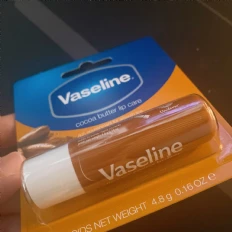 Vaseline.
cocoa butter lip care
Vaseline
NET WEIGHT 4.8 g 0.16 OZ ℮